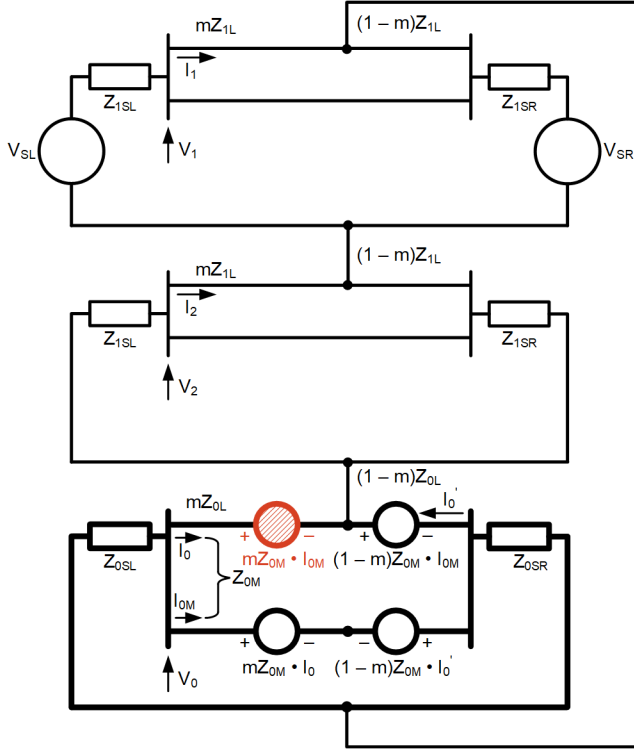 mZ1L (1 – m)Z1L
I1
Z1SL Z1SR
VSL V1 VSR
(1 – m)Z1L
mZ1L
I2
Z1SL Z1SR
V2
(1 – m)Z0L
mZ0L I0'
+ – + –
Z0SL I0 mZ0M • I0M (1 – m)Z0M • I0M Z0SR
Z0M
I0M
+ – – +
V0 mZ0M • I0 (1 – m)Z0M • I0'